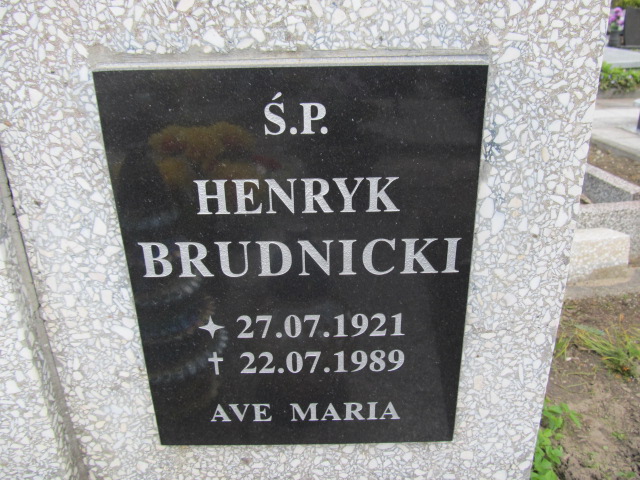 Ś.P.
HENRYK
BRUDNICKI
✦ 27.07.1921
† 22.07.1989
AVE MARIA